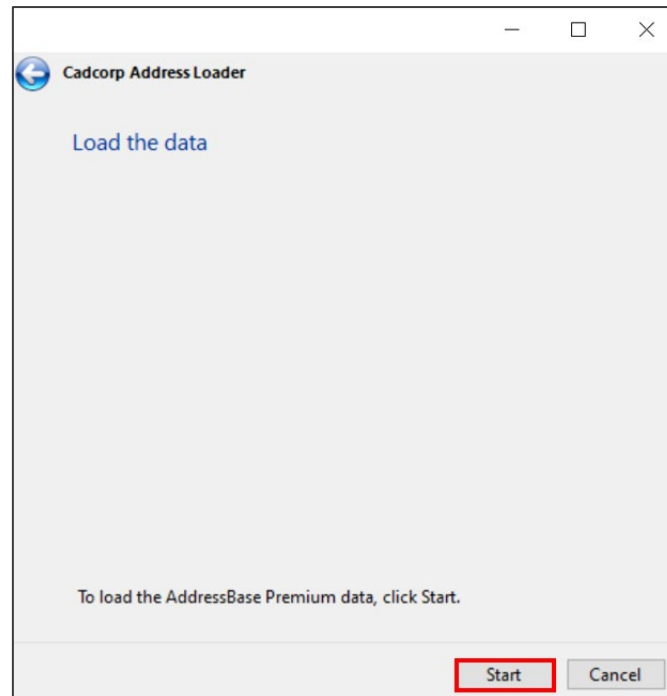 Cadcorp Address Loader
Load the data
To load the AddressBase Premium data, click Start.
Start Cancel